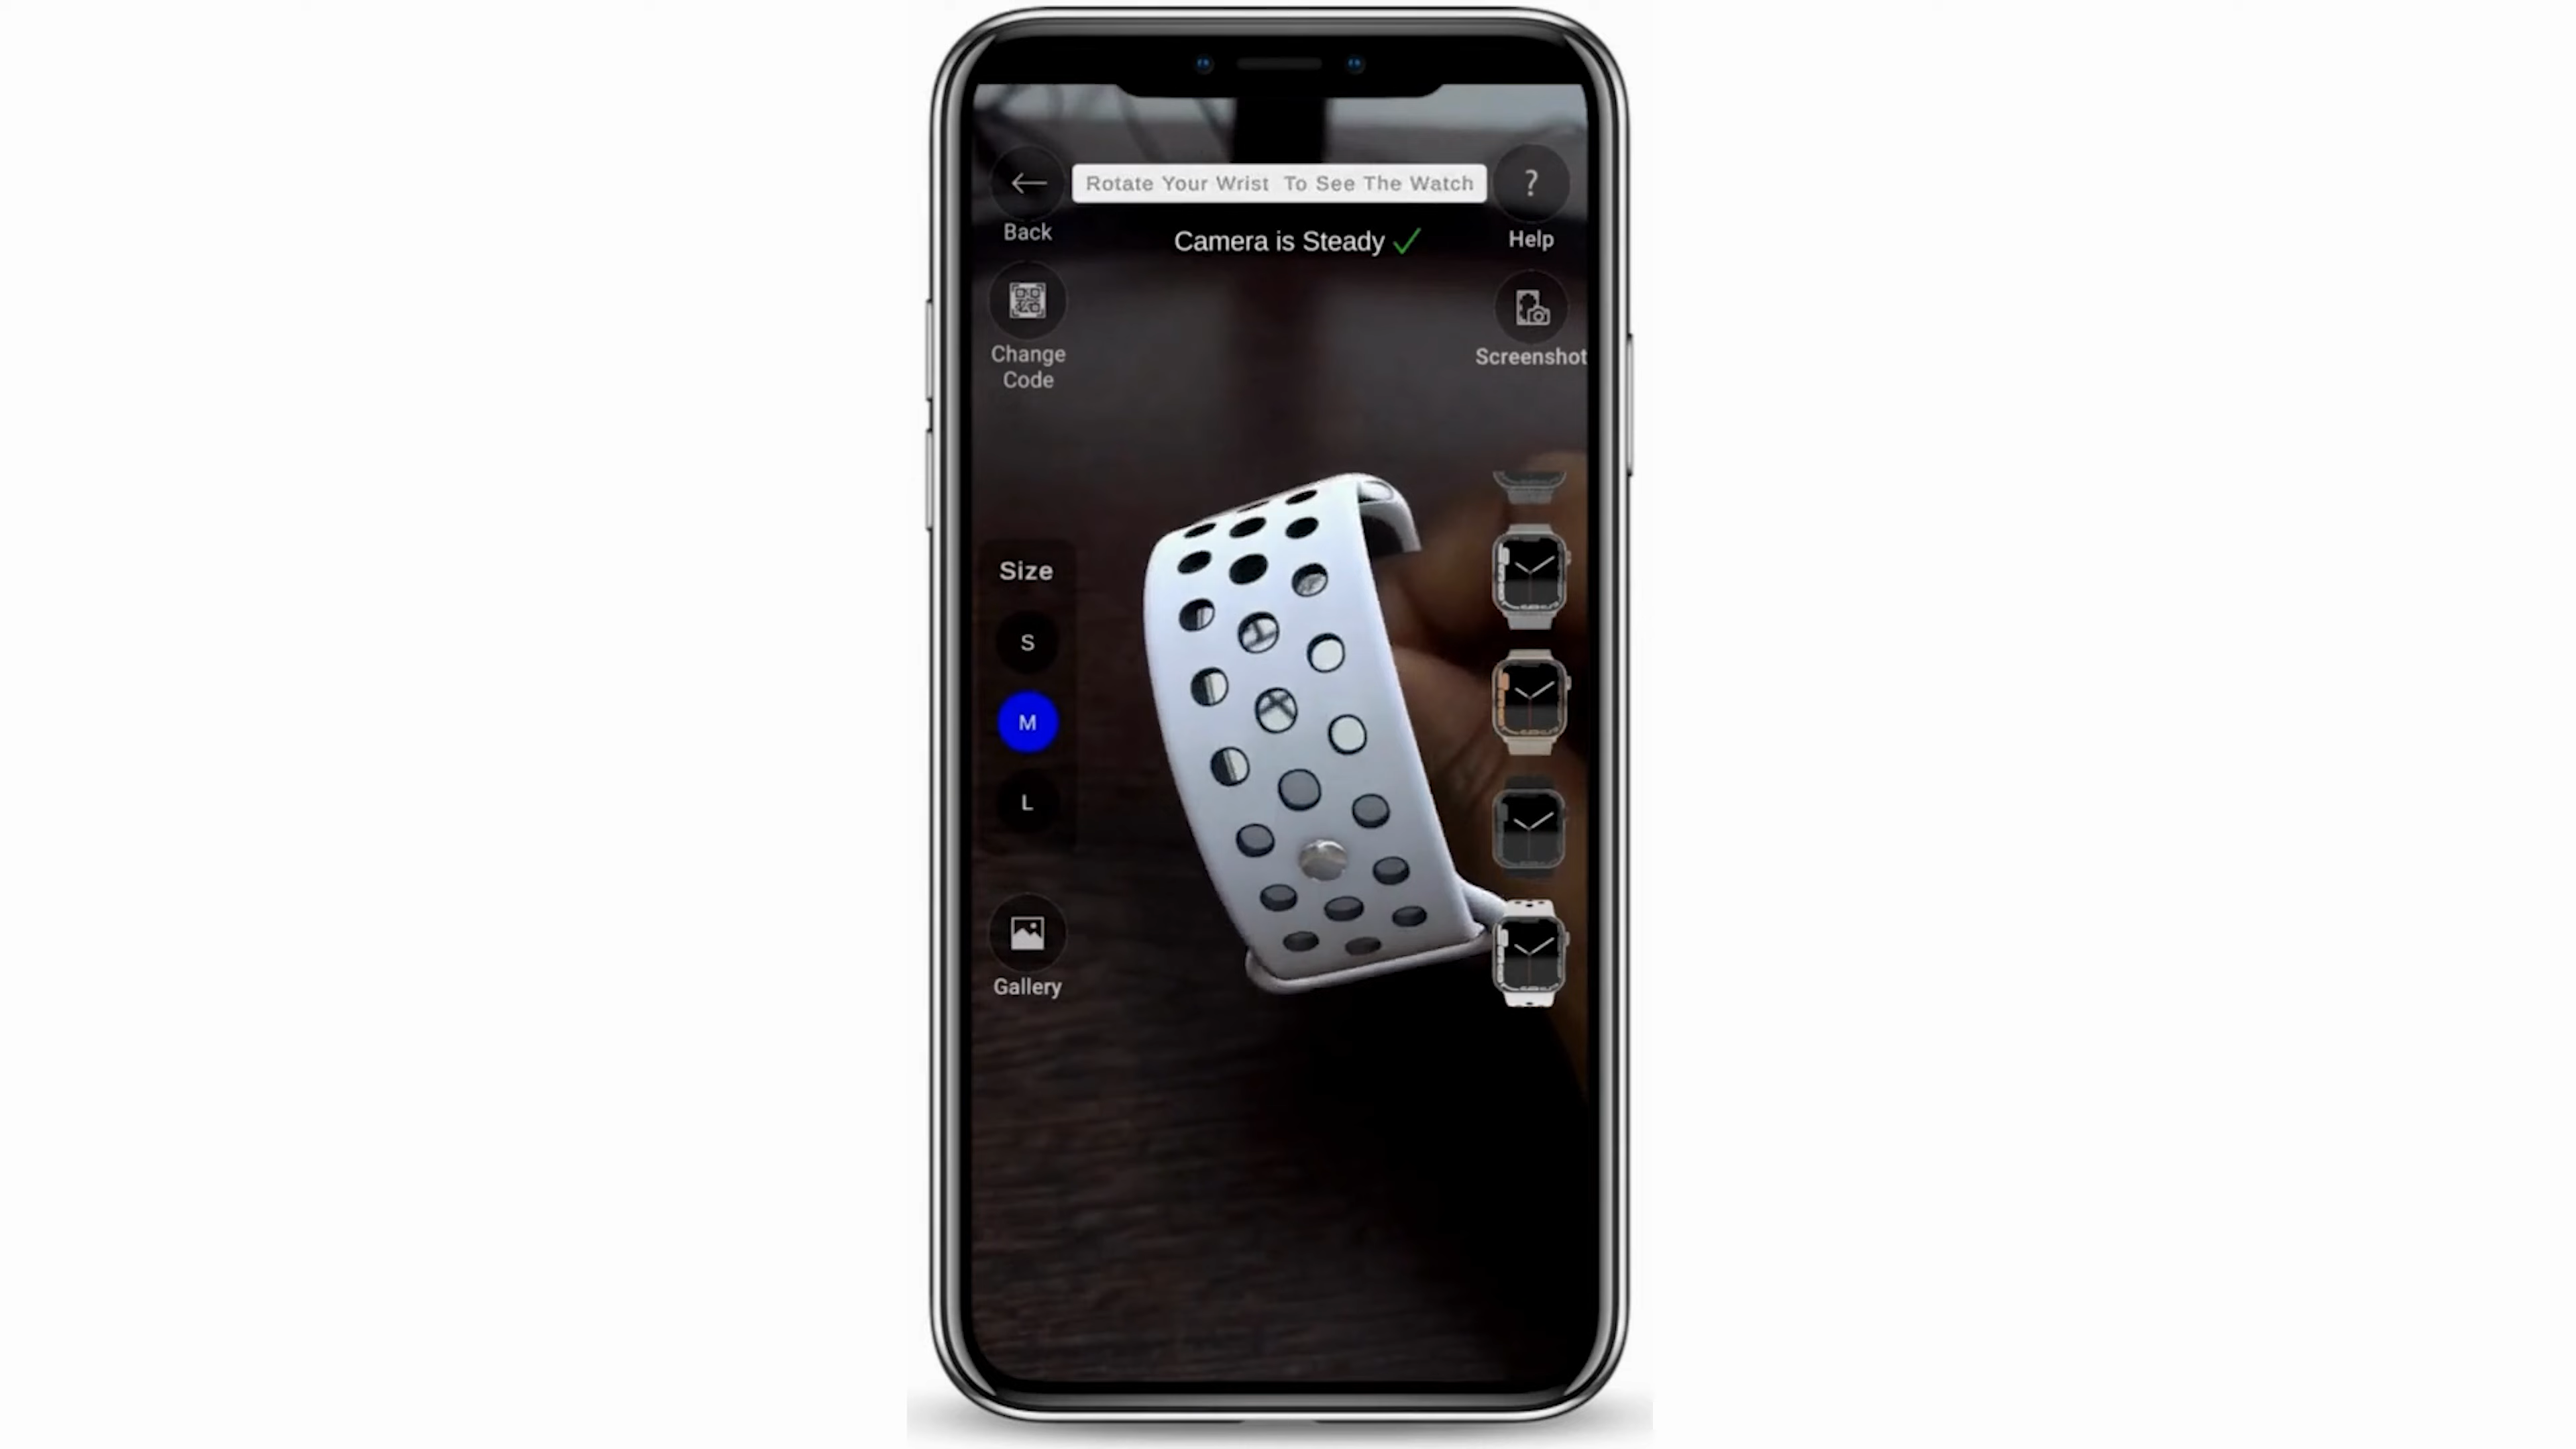 Rotate Your Wrist To See The Watch
?
Back
Camera is Steady
Help
Change
Code
Screenshot
Size
S
M
L
Gallery